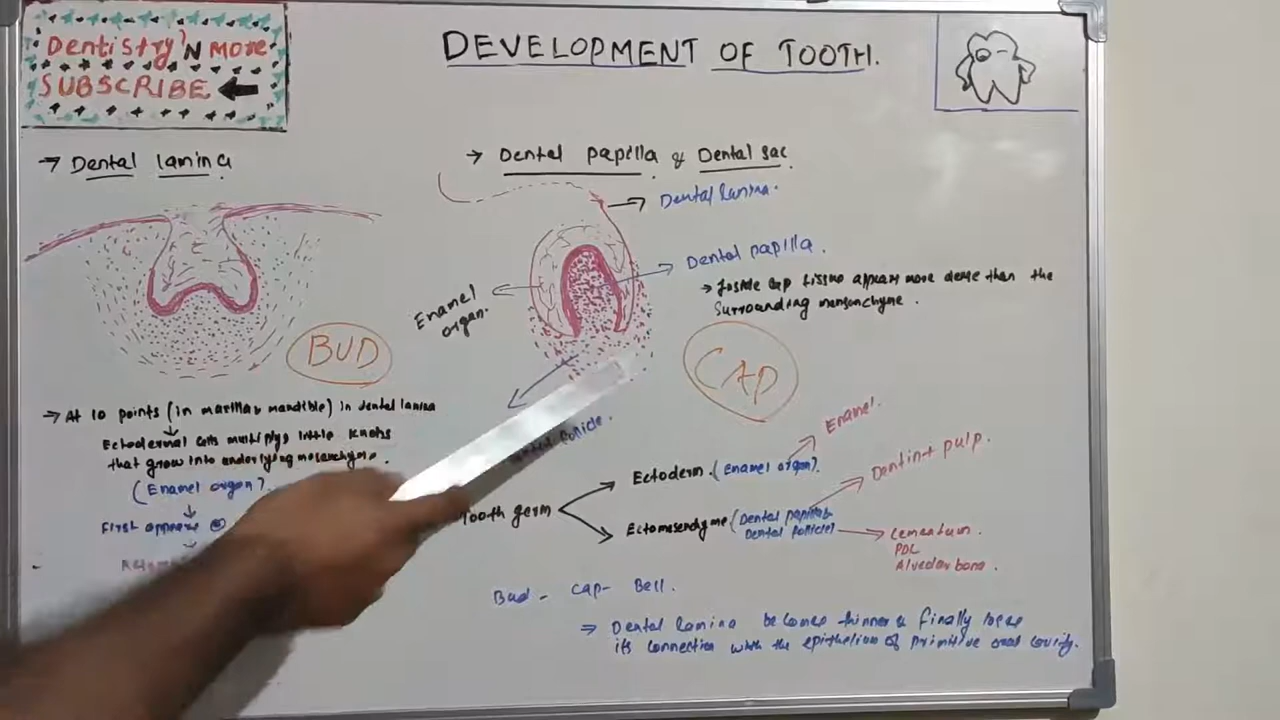 Dentistry'N more
SUBSCRIBE
DEVELOPMENT OF TOOTH.
→ Dental lamina
BUD
→ At 10 points (in maxilla & mandible) in dental lamina
Ectodermal cells multiply & little knobs
that grow into underlying mesenchyme.
(Enamel organ)
First appears @
→ Dental papilla & Dental sac
Dental lamina.
Dental papilla.
→ Inside cap tissue appears more dense than the
surrounding mesenchyme.
Enamel
organ.
CAP
follicle.
Tooth germ
Ectoderm. (Enamel organ).
Enamel.
Ectomesenchyme (Dental papilla &
Dental follicle)
Dentin + pulp.
Cementum.
PDL
Alveolar bone.
Bud - Cap - Bell.
⇒ Dental lamina becomes thinner & finally loose
its connection with the epithelium of primitive oral cavity.